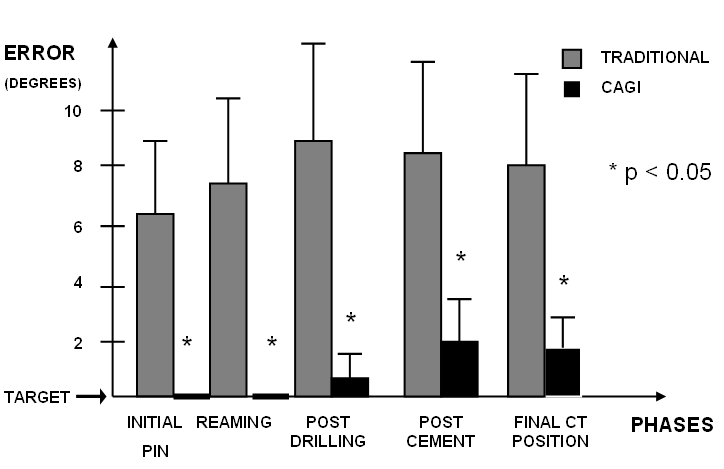 ERROR
(DEGREES)
10
8
6
4
2
TARGET
TRADITIONAL
CAGI
* p < 0.05
*
*
*
*
*
INITIAL
PIN
REAMING
POST
DRILLING
POST
CEMENT
FINAL CT
POSITION
PHASES